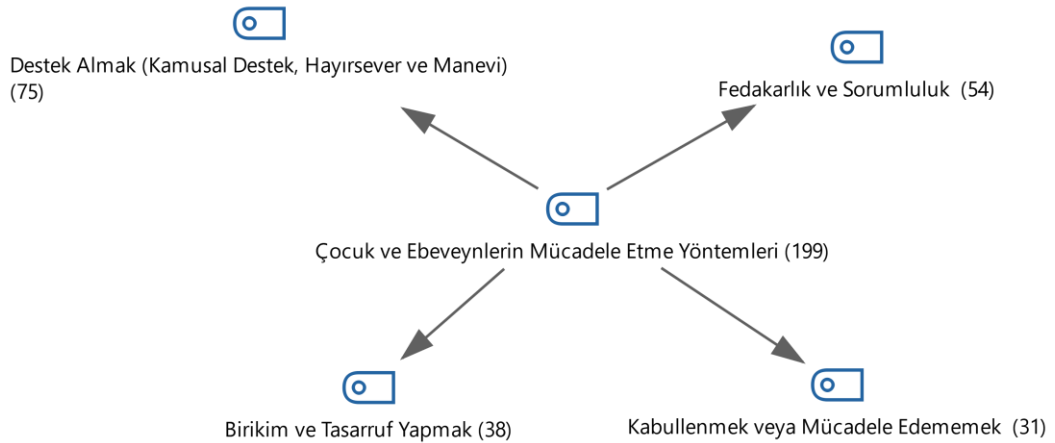 Destek Almak (Kamusal Destek, Hayırsever ve Manevi)
(75)
Fedakarlık ve Sorumluluk (54)
Çocuk ve Ebeveynlerin Mücadele Etme Yöntemleri (199)
Birikim ve Tasarruf Yapmak (38)
Kabullenmek veya Mücadele Edememek (31)